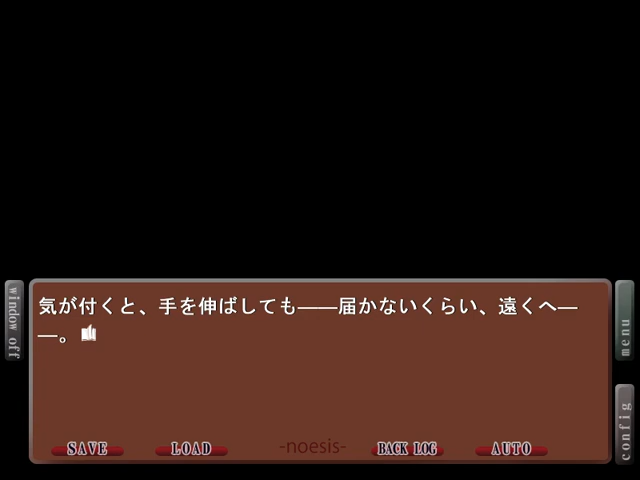 気が付くと、手を伸ばしても――届かないくらい、遠くへ―
―。
window off
menu
config
SAVE
LOAD
-noesis-
BACK LOG
AUTO